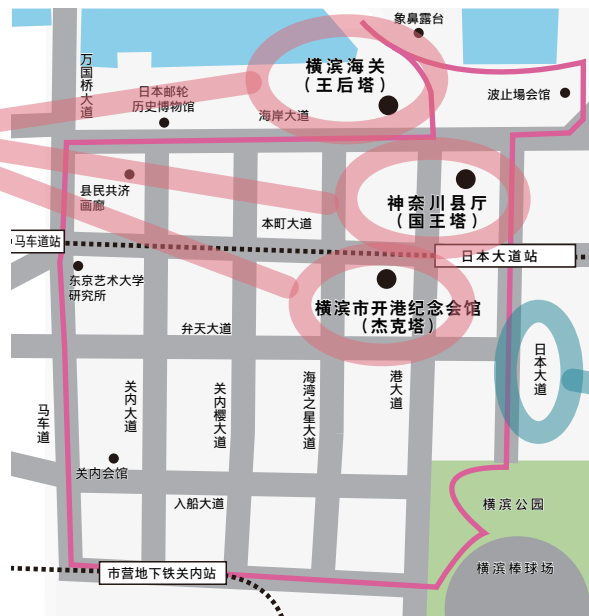 象鼻露台
万国桥大道
横滨海关
（王后塔）
日本邮轮
历史博物馆
波止場会馆
海岸大道
县民共济
画廊
神奈川县厅
（国王塔）
本町大道
马车道站
日本大道站
东京艺术大学
研究所
横滨市开港纪念会馆
（杰克塔）
弁天大道
日本大道
关内大道
关内樱大道
海湾之星大道
港大道
马车道
关内会馆
入船大道
横滨公园
横滨棒球场
市营地下铁关内站